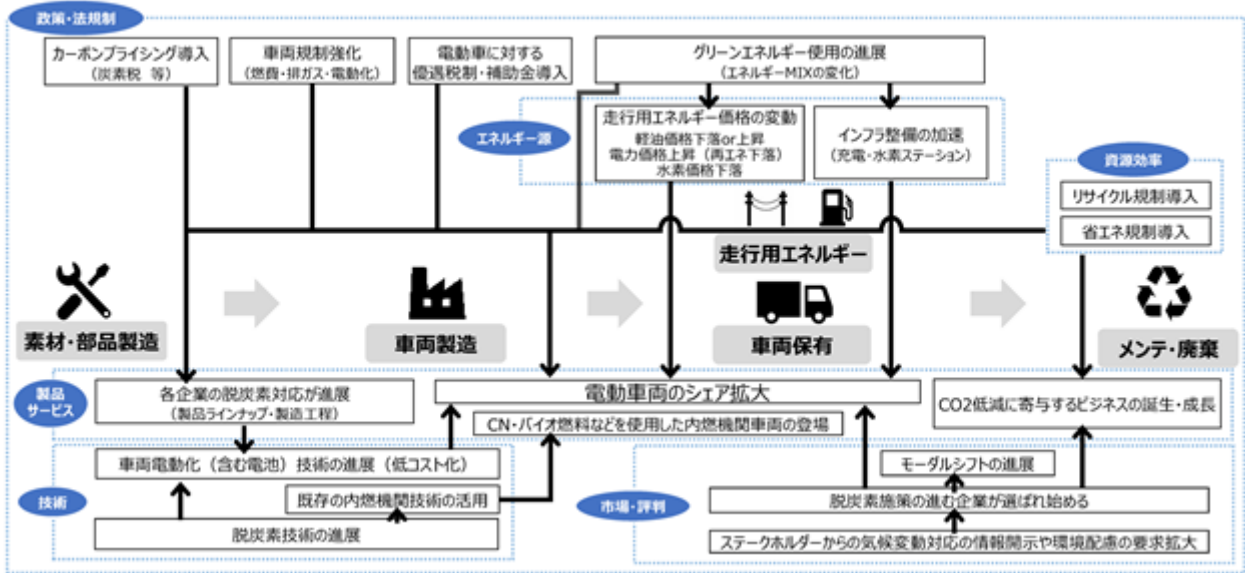 政策・法規制
カーボンプライシング導入
(炭素税 等)
車両規制強化
(燃費・排ガス・電動化)
電動車に対する
優遇税制・補助金導入
グリーンエネルギー使用の進展
(エネルギーMIXの変化)
エネルギー源
走行用エネルギー価格の変動
軽油価格下落or上昇
電力価格上昇（再エネ下落）
水素価格下落
インフラ整備の加速
(充電・水素ステーション)
資源効率
リサイクル規制導入
省エネ規制導入
走行用エネルギー
素材・部品製造
車両製造
車両保有
メンテ・廃棄
製品
サービス
各企業の脱炭素対応が進展
(製品ラインナップ・製造工程)
電動車両のシェア拡大
CN・バイオ燃料などを使用した内燃機関車両の登場
CO2低減に寄与するビジネスの誕生・成長
技術
車両電動化（含む電池）技術の進展（低コスト化）
既存の内燃機関技術の活用
脱炭素技術の進展
市場・評判
モーダルシフトの進展
脱炭素施策の進む企業が選ばれ始める
ステークホルダーからの気候変動対応の情報開示や環境配慮の要求拡大